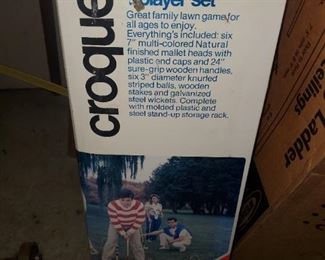 player set
croque
Great family lawn game for
all ages to enjoy.
Everything's included: six
7" multi-colored Natural
finished mallet heads with
plastic end caps and 24"
sure-grip wooden handles,
six 3" diameter knurled
striped balls, wooden
stakes and galvanized
steel wickets. Complete
with molded plastic and
steel stand-up storage rack.
Ladder
eilings